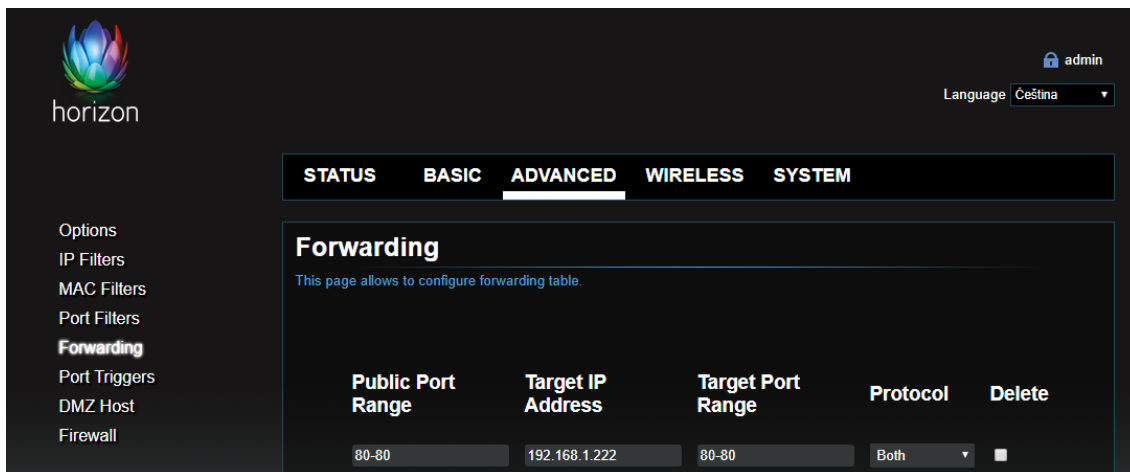 horizon
admin
Language Čeština
STATUS BASIC ADVANCED WIRELESS SYSTEM
Options
IP Filters
MAC Filters
Port Filters
Forwarding
Port Triggers
DMZ Host
Firewall
Forwarding
This page allows to configure forwarding table.
Public Port Range
Target IP Address
Target Port Range
Protocol
Delete
80-80 192.168.1.222 80-80 Both